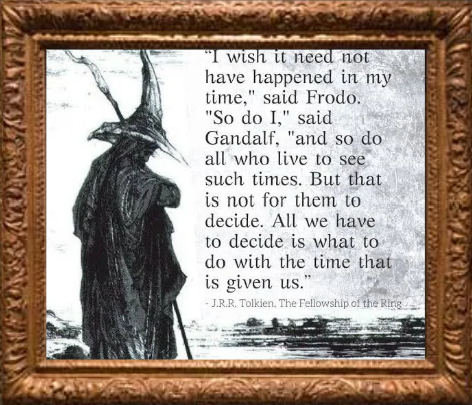 “I wish it need not
have happened in my
time," said Frodo.
"So do I," said
Gandalf, "and so do
all who live to see
such times. But that
is not for them to
decide. All we have
to decide is what to
do with the time that
is given us.”
- J.R.R. Tolkien, The Fellowship of the Ring